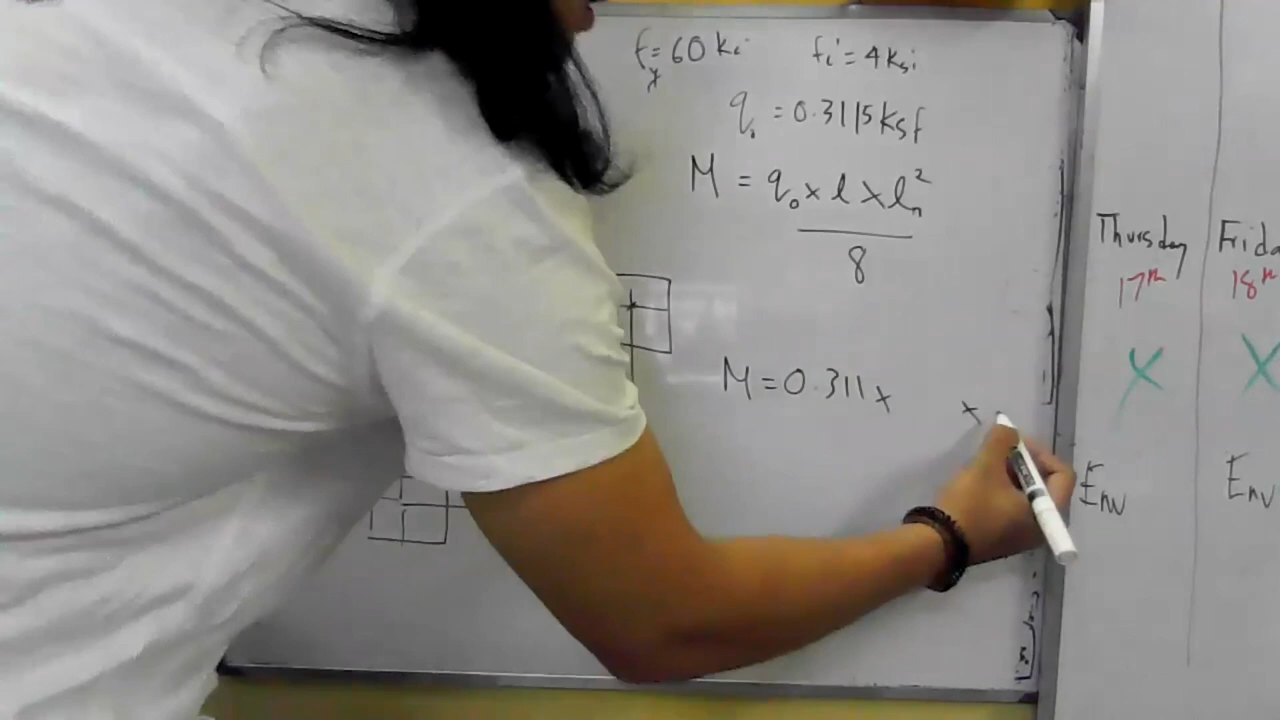 fy = 60 ksi fc' = 4 ksi
q₀ = 0.3115 ksf
M = q₀ × l × lₙ²
8
M = 0.311 x x
Thursday Frida
17th 18th
X X
Env Env